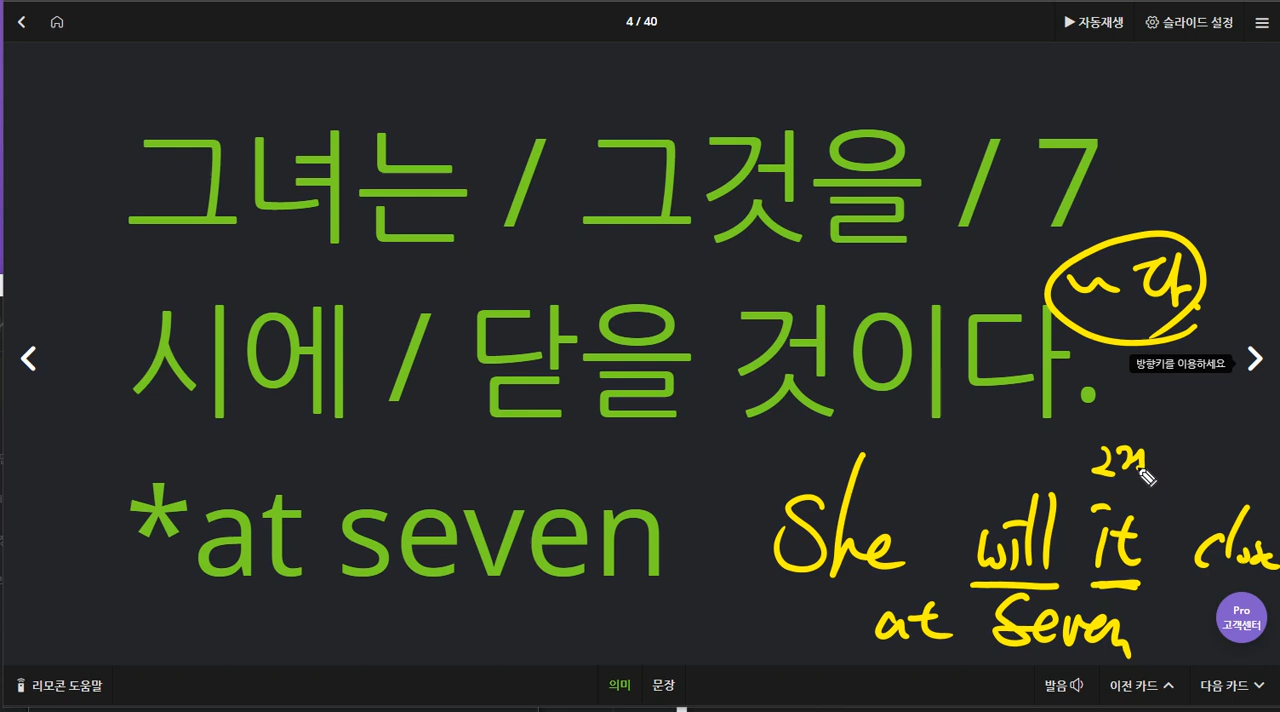 4 / 40
자동재생
슬라이드 설정
그녀는 / 그것을 / 7
시에 / 닫을 것이다.
~다
방향키를 이용하세요
*at seven
She will it close
at seven
Pro
고객센터
리모콘 도움말
의미
문장
발음
이전 카드
다음 카드